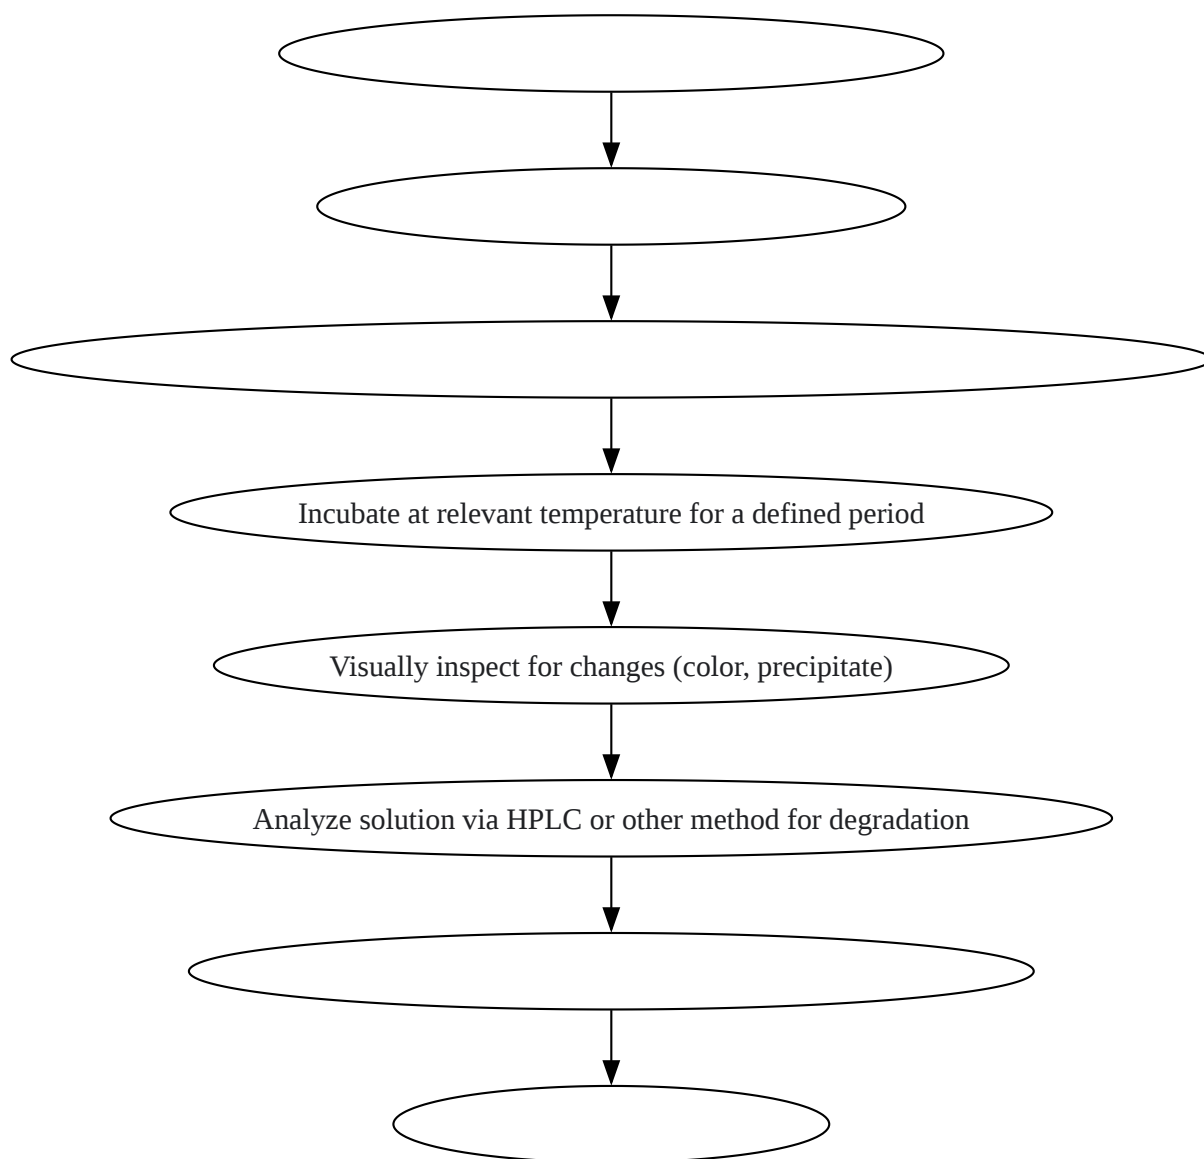 Incubate at relevant temperature for a defined period
Visually inspect for changes (color, precipitate)
Analyze solution via HPLC or other method for degradation